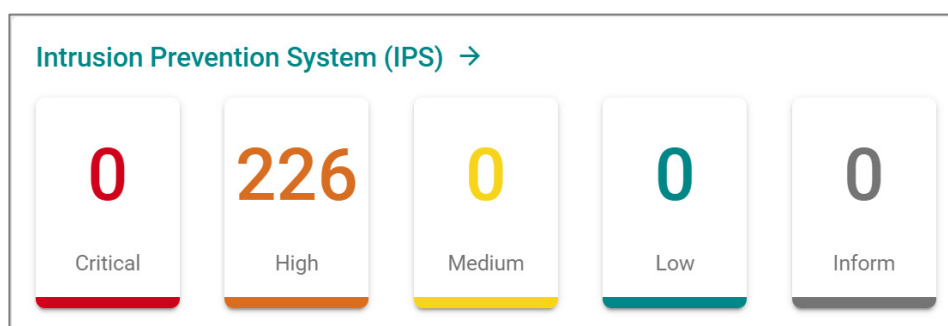 Intrusion Prevention System (IPS) →
0 226 0 0 0
Critical High Medium Low Inform